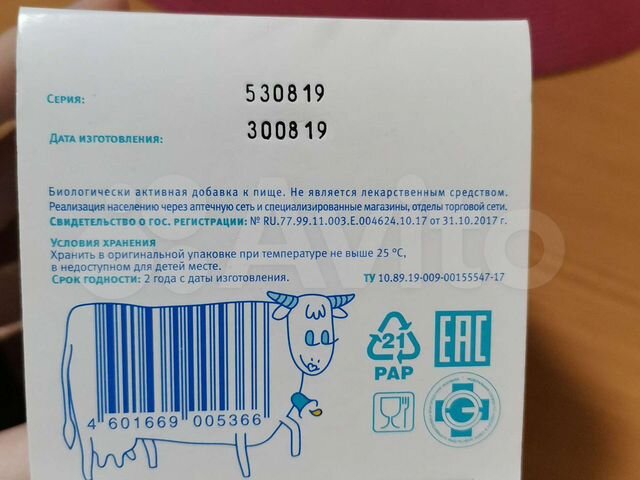 Серия: 530819
Дата изготовления: 300819
Биологически активная добавка к пище. Не является лекарственным средством.
Реализация населению через аптечную сеть и специализированные магазины, отделы торговой сети.
Свидетельство о гос. регистрации: № RU.77.99.11.003.Е.004624.10.17 от 31.10.2017 г.
Условия хранения
Хранить в оригинальной упаковке при температуре не выше 25 °С,
в недоступном для детей месте.
Срок годности: 2 года с даты изготовления. ТУ 10.89.19-009-00155547-17
Avito
21
PAP
EAC
4 601669 005366